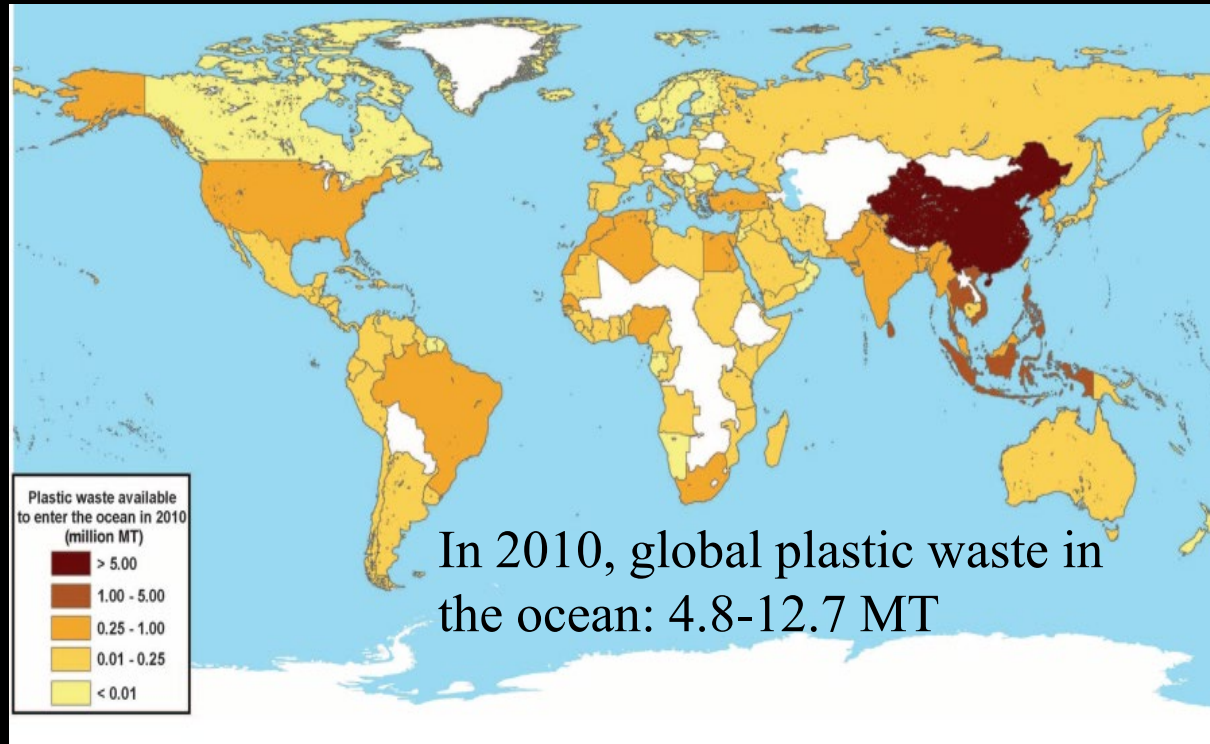 Plastic waste available
to enter the ocean in 2010
(million MT)
> 5.00
1.00 - 5.00
0.25 - 1.00
0.01 - 0.25
< 0.01
In 2010, global plastic waste in
the ocean: 4.8-12.7 MT